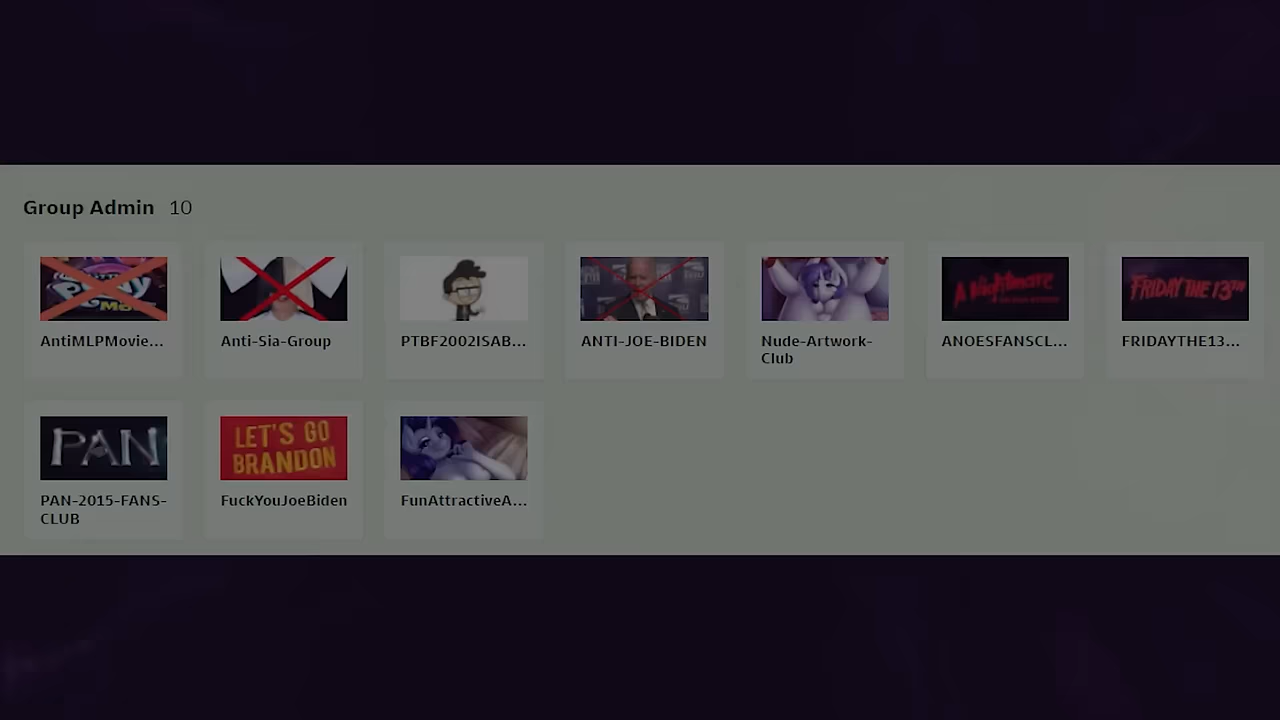 Group Admin 10
AntiMLPMovie...
Anti-Sia-Group
PTBF2002ISAB...
ANTI-JOE-BIDEN
Nude-Artwork-
Club
A Nightmare
ANOESFANSCL...
FRIDAY THE 13TH
FRIDAYTHE13...
PAN
PAN-2015-FANS-
CLUB
LET'S GO
BRANDON
FuckYouJoeBiden
FunAttractiveA...